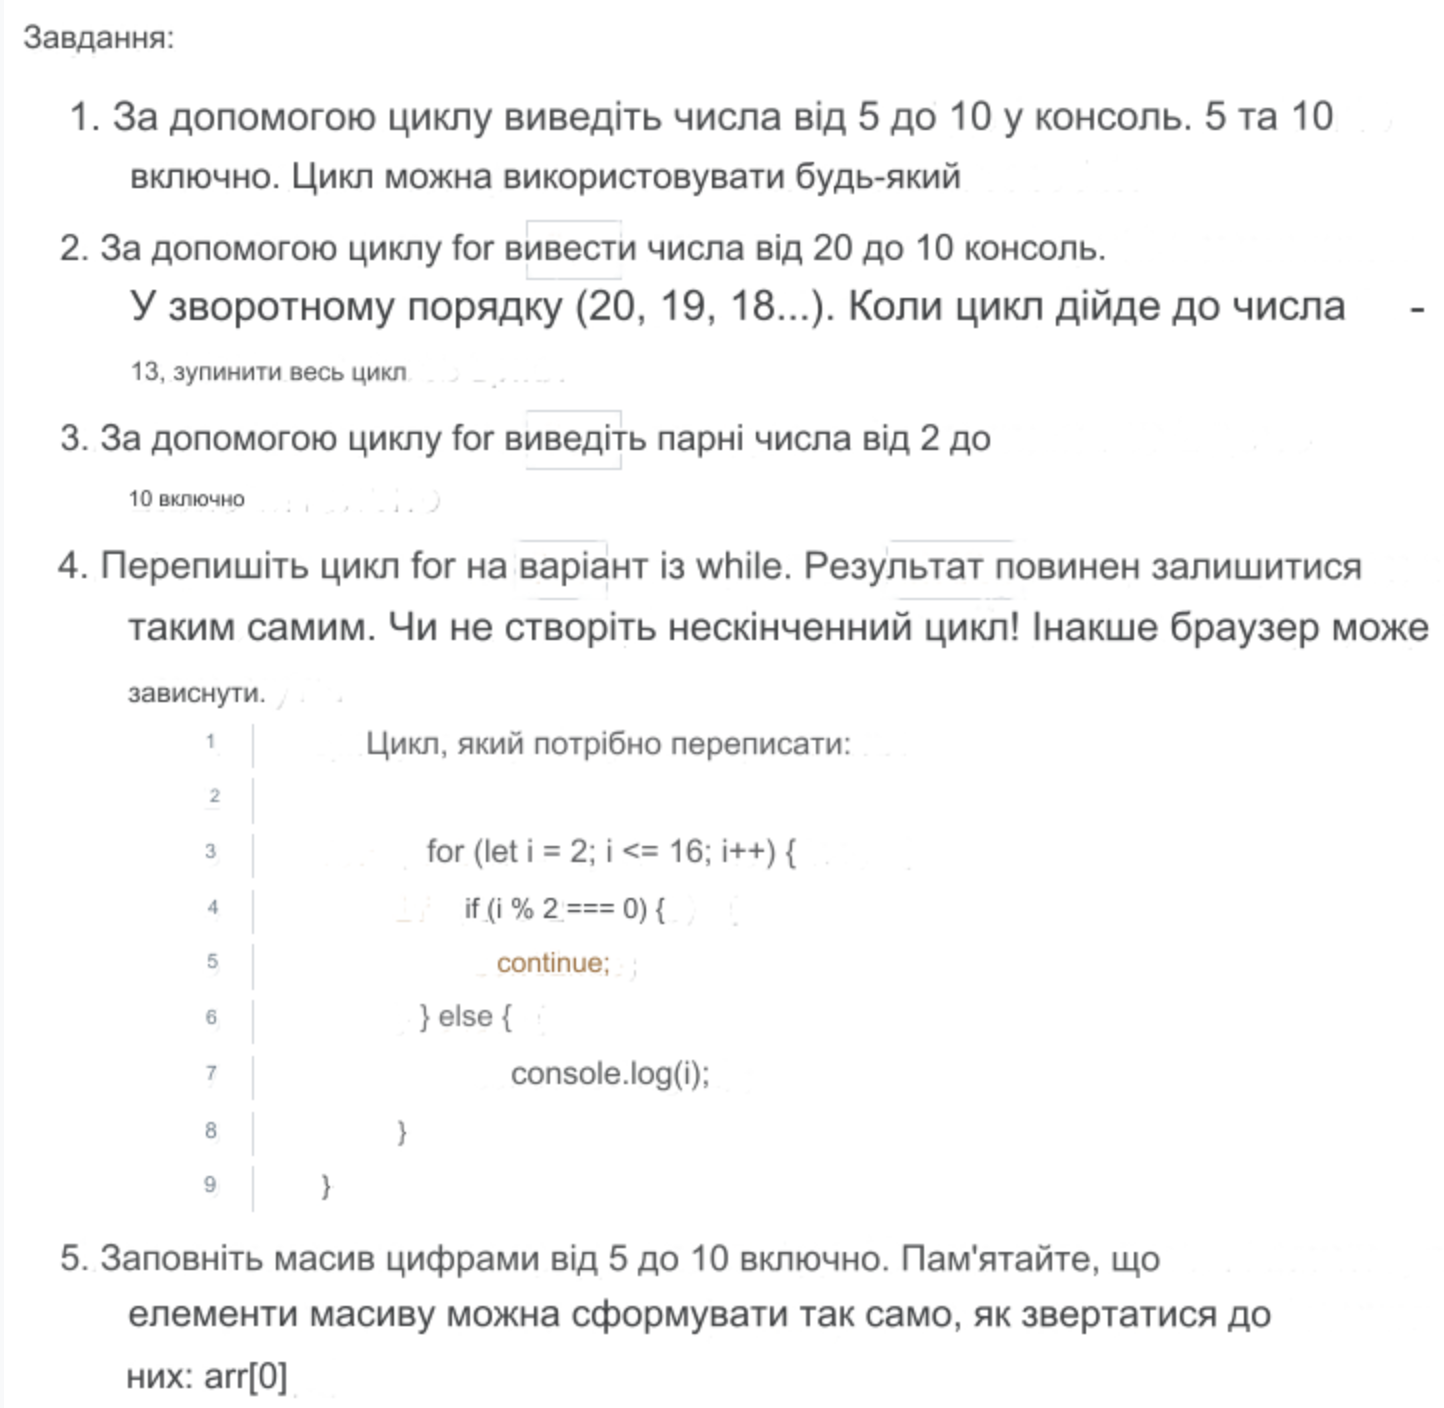 Завдання:
1. За допомогою циклу виведіть числа від 5 до 10 у консоль. 5 та 10
включно. Цикл можна використовувати будь-який
2. За допомогою циклу for вивести числа від 20 до 10 консоль.
У зворотному порядку (20, 19, 18...). Коли цикл дійде до числа -
13, зупинити весь цикл
3. За допомогою циклу for виведіть парні числа від 2 до
10 включно
4. Перепишіть цикл for на варіант із while. Результат повинен залишитися
таким самим. Чи не створіть нескінченний цикл! Інакше браузер може
зависнути.
1 Цикл, який потрібно переписати:
2
3 for (let i = 2; i <= 16; i++) {
4 if (i % 2 === 0) {
5 continue;
6 } else {
7 console.log(i);
8 }
9 }
5. Заповніть масив цифрами від 5 до 10 включно. Пам'ятайте, що
елементи масиву можна сформувати так само, як звертатися до
них: arr[0]